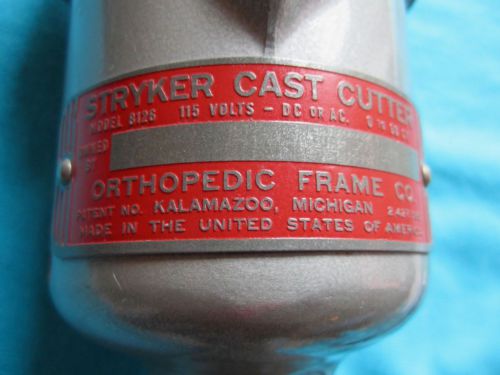 STRYKER CAST CUTTER
MODEL 8126 115 VOLTS - DC OR AC.
BY
ORTHOPEDIC FRAME CO.
PATENT NO. KALAMAZOO, MICHIGAN
MADE IN THE UNITED STATES OF AMERICA